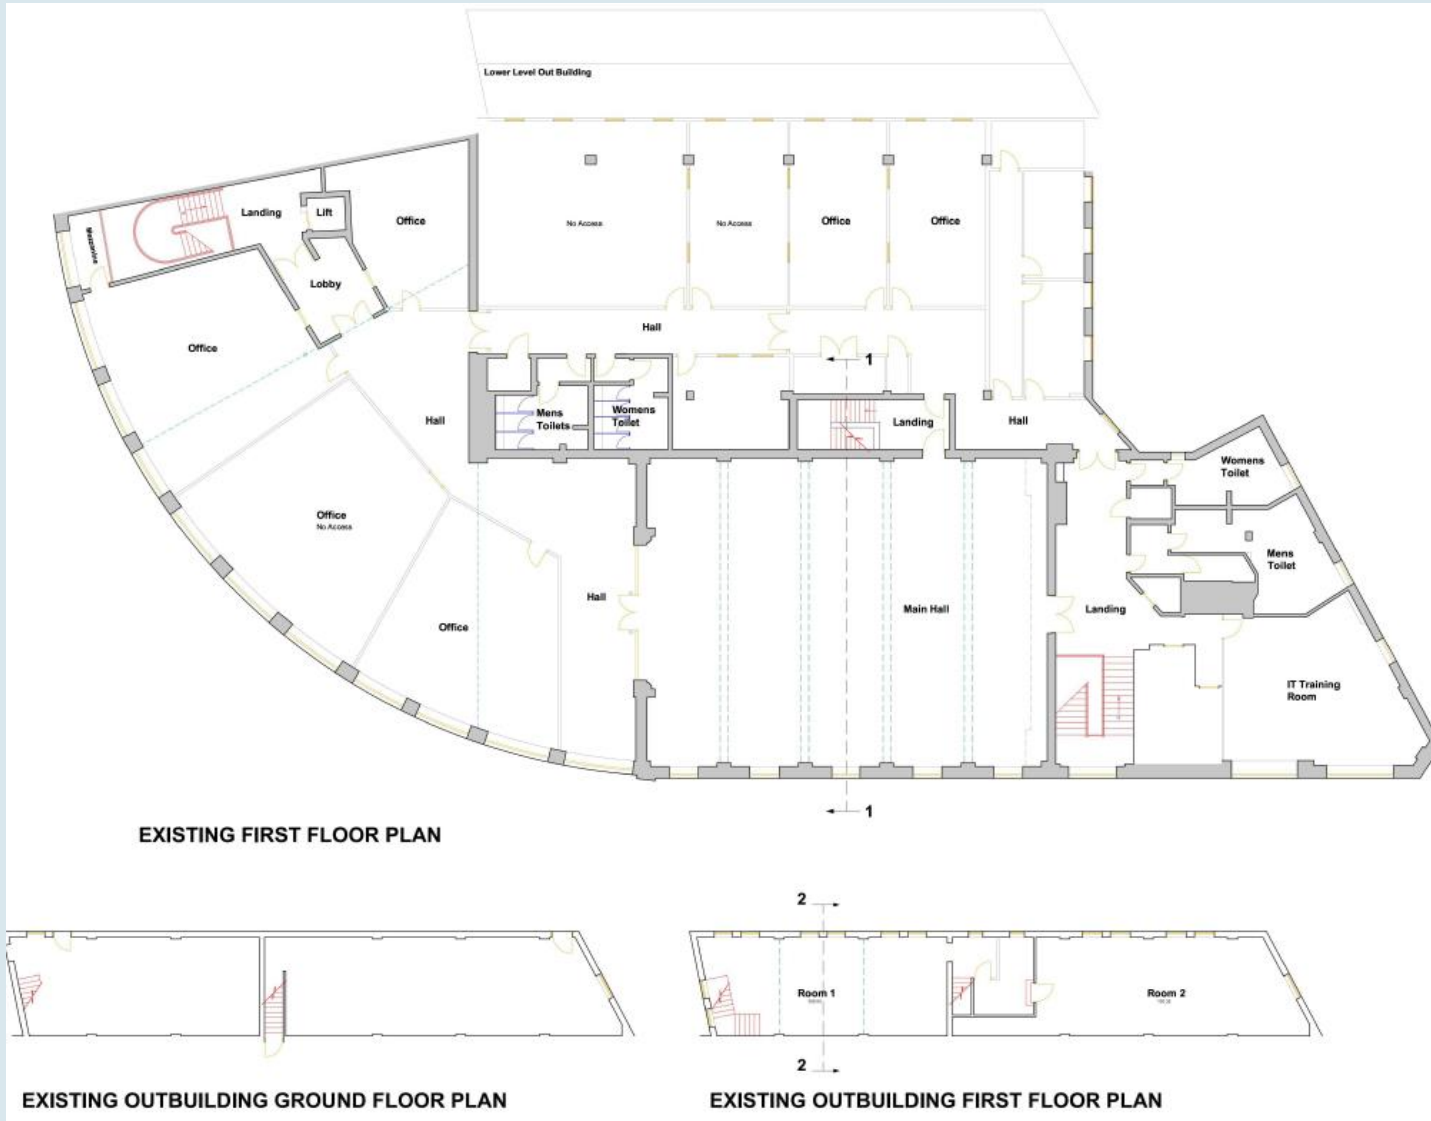 Lower Level Out Building
Landing
Lift
Office
Mezzanine
Lobby
Office
No Access
No Access
Office
Office
Hall
1
Hall
Mens
Toilets
Womens
Toilet
Landing
Hall
Womens
Toilet
Office
No Access
Mens
Toilet
Hall
Office
Main Hall
Landing
IT Training
Room
1
EXISTING FIRST FLOOR PLAN
2
Room 1
Room 2
2
EXISTING OUTBUILDING GROUND FLOOR PLAN
EXISTING OUTBUILDING FIRST FLOOR PLAN